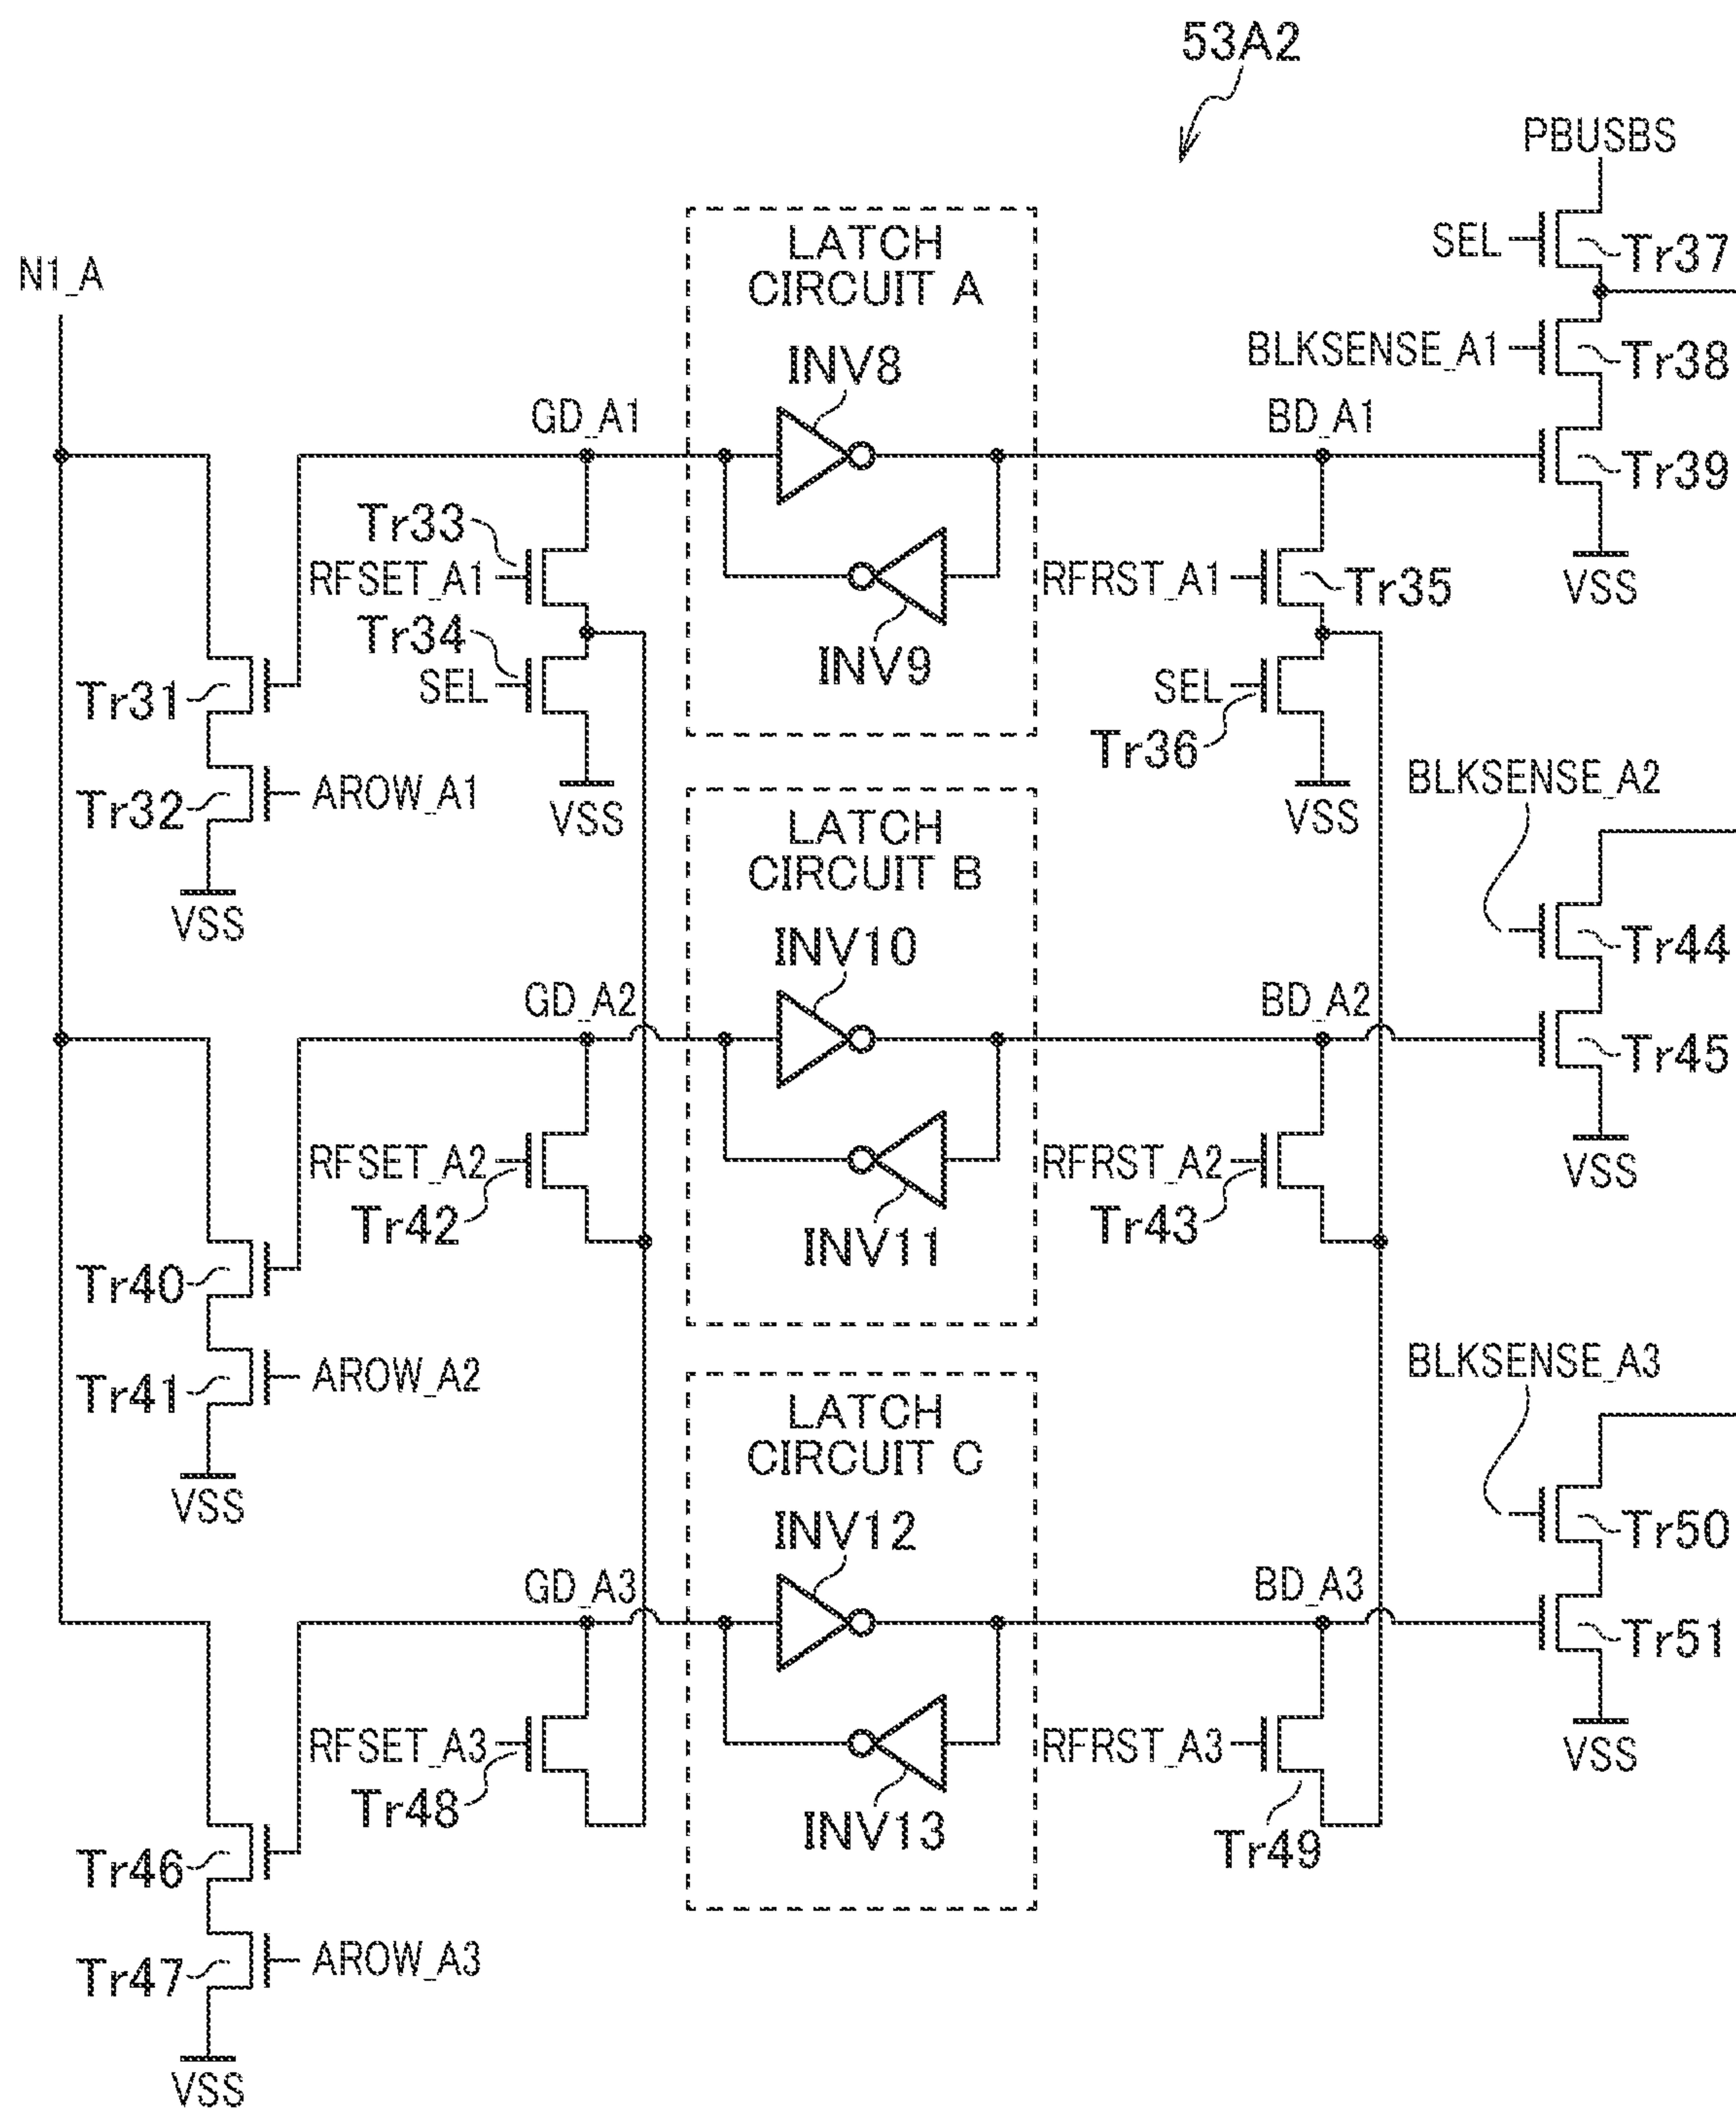 53A2
PBUSBS
SEL
Tr37
N1_A
LATCH
CIRCUIT A
BLKSENSE_A1
Tr38
INV8
GD_A1
BD_A1
Tr39
Tr33
RFSET_A1
RFRST_A1
Tr35
VSS
Tr34
SEL
INV9
SEL
Tr31
Tr36
Tr32
AROW_A1
VSS
VSS
BLKSENSE_A2
LATCH
CIRCUIT B
VSS
INV10
Tr44
GD_A2
BD_A2
Tr45
RFSET_A2
RFRST_A2
VSS
Tr42
Tr43
INV11
Tr40
Tr41
AROW_A2
BLKSENSE_A3
LATCH
CIRCUIT C
VSS
INV12
Tr50
GD_A3
BD_A3
Tr51
RFSET_A3
RFRST_A3
VSS
Tr48
INV13
Tr49
Tr46
Tr47
AROW_A3
VSS